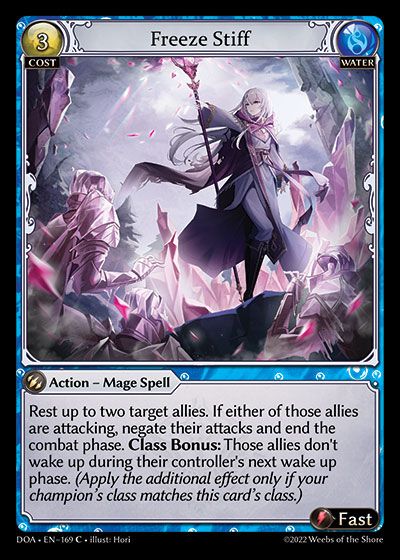 3
Freeze Stiff
COST
WATER
Action – Mage Spell
Rest up to two target allies. If either of those allies
are attacking, negate their attacks and end the
combat phase. Class Bonus: Those allies don't
wake up during their controller's next wake up
phase. (Apply the additional effect only if your
champion's class matches this card's class.)
Fast
DOA • EN–169 C • illust: Hori
©2022 Weebs of the Shore